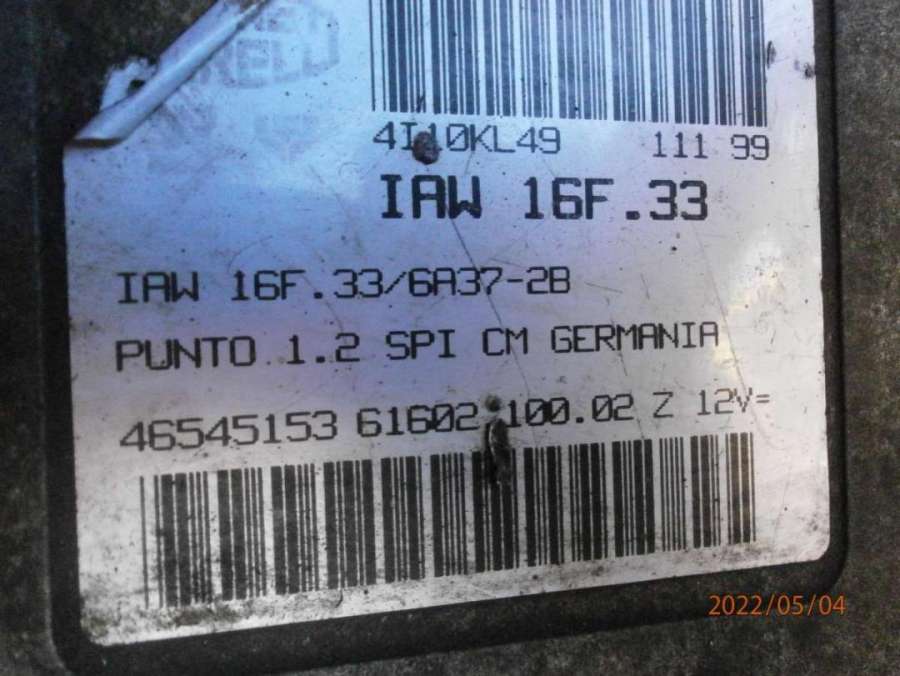 4I10KL49 111 99
IAW 16F.33
IAW 16F.33/6A37-2B
PUNTO 1.2 SPI CM GERMANIA
46545153 61602 100.02 Z 12V=
2022/05/04